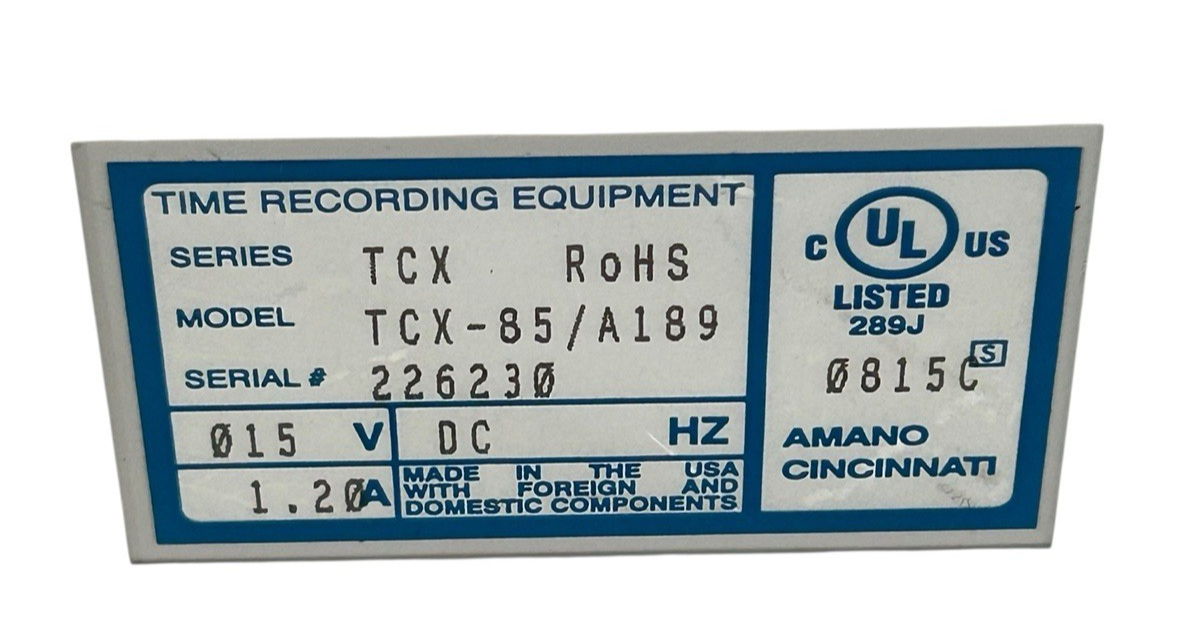 TIME RECORDING EQUIPMENT
SERIES TCX RoHS
MODEL TCX-85/A189
SERIAL # 226230
015 V DC HZ
1.20A
MADE IN THE USA
WITH FOREIGN AND
DOMESTIC COMPONENTS
C UL US
LISTED
289J
0815C S
AMANO
CINCINNATI